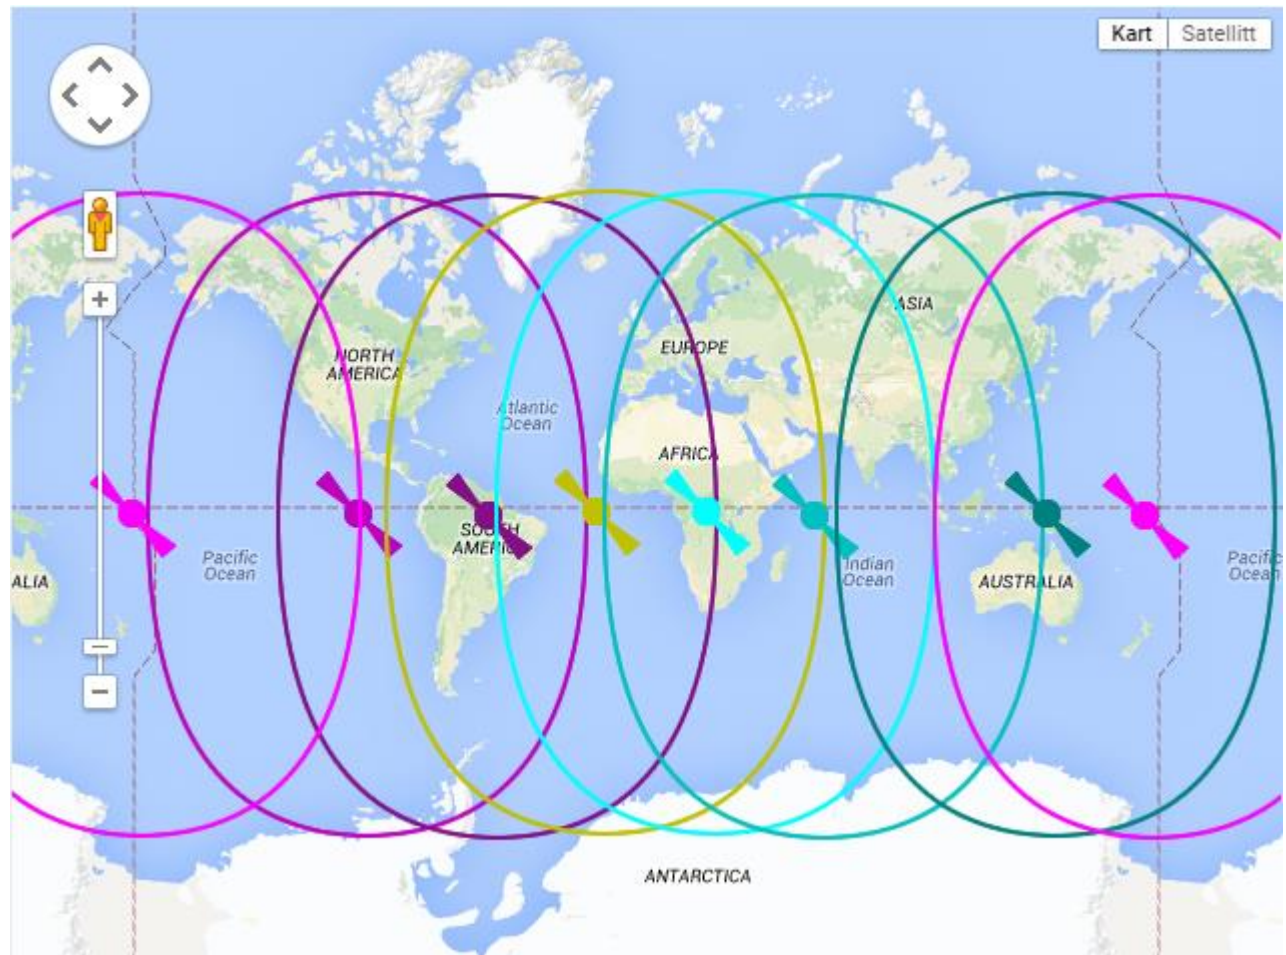 Kart Satellitt
ASIA
NORTH
AMERICA
EUROPE
Atlantic
Ocean
AFRICA
SOUTH
AMERICA
Pacific
Ocean
Indian
Ocean
ALIA
AUSTRALIA
Pacific
Ocean
ANTARCTICA